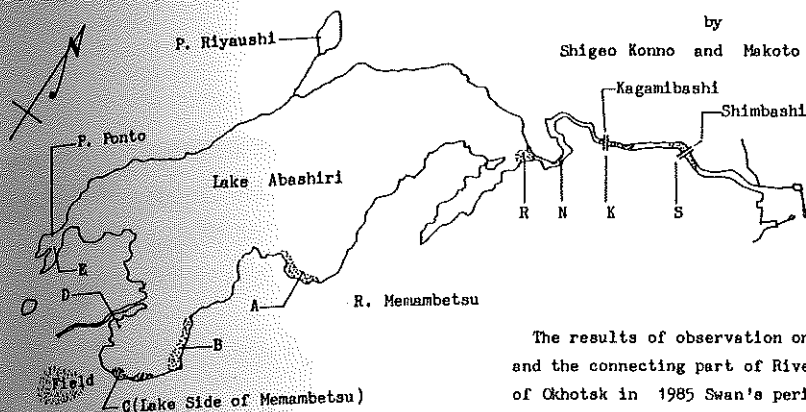 by
Shigeo Konno and Makoto
N
P. Riyaushi
Kagamibashi
Shimbashi
P. Ponto
Lake Abashiri
R N K S
E
D
A
R. Memambetsu
B
Field
C(Lake Side of Memambetsu)
The results of observation on
and the connecting part of Rive
of Okhotsk in 1985 Swan's peri